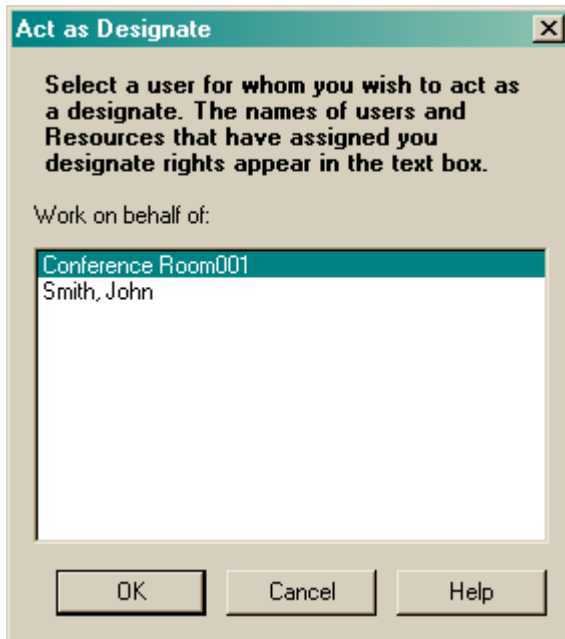 Act as Designate
Select a user for whom you wish to act as
a designate. The names of users and
Resources that have assigned you
designate rights appear in the text box.
Work on behalf of:
Conference Room001
Smith, John
OK
Cancel
Help